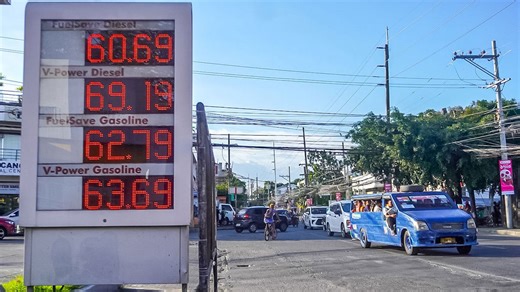 FuelSave Diesel
60.69
V-Power Diesel
69.19
FuelSave Gasoline
62.79
V-Power Gasoline
63.69